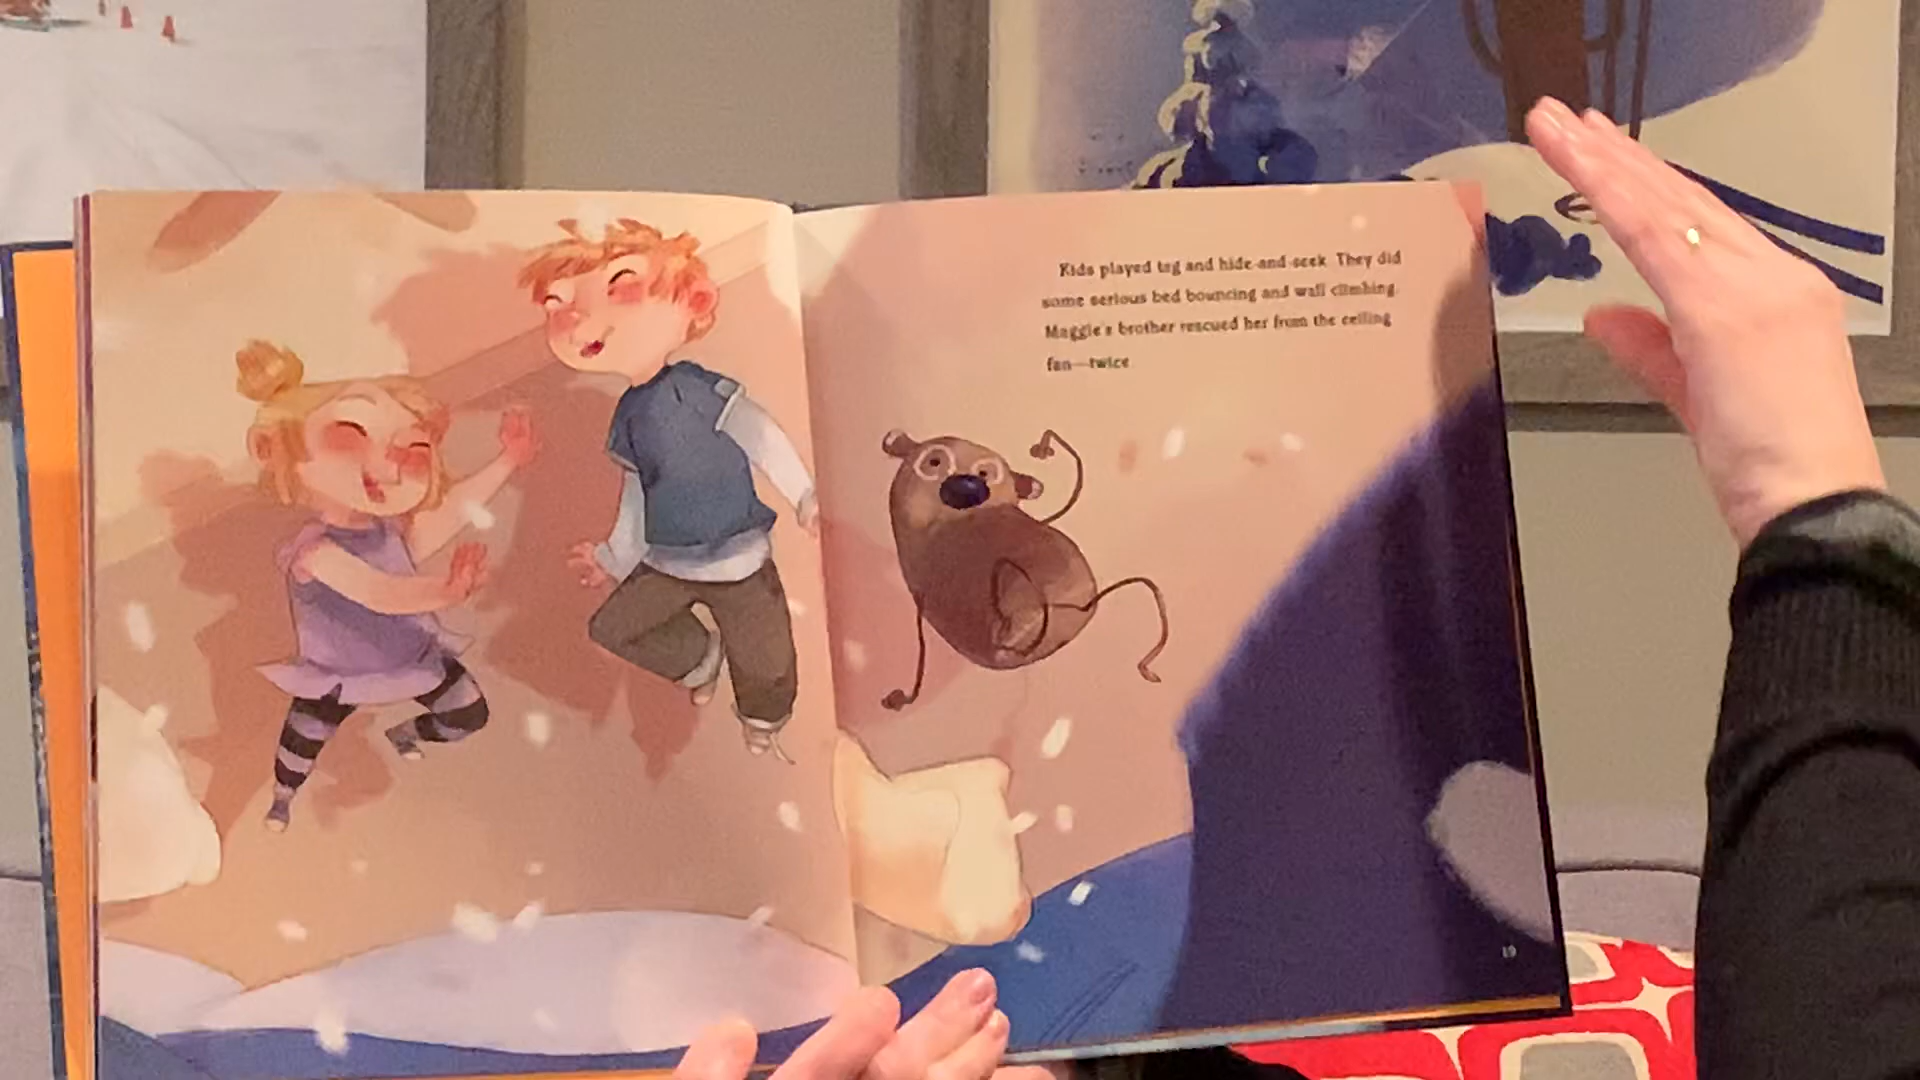 Kids played tag and hide-and-seek. They did
some serious bed bouncing and wall climbing.
Maggie's brother rescued her from the ceiling
fan—twice.
19